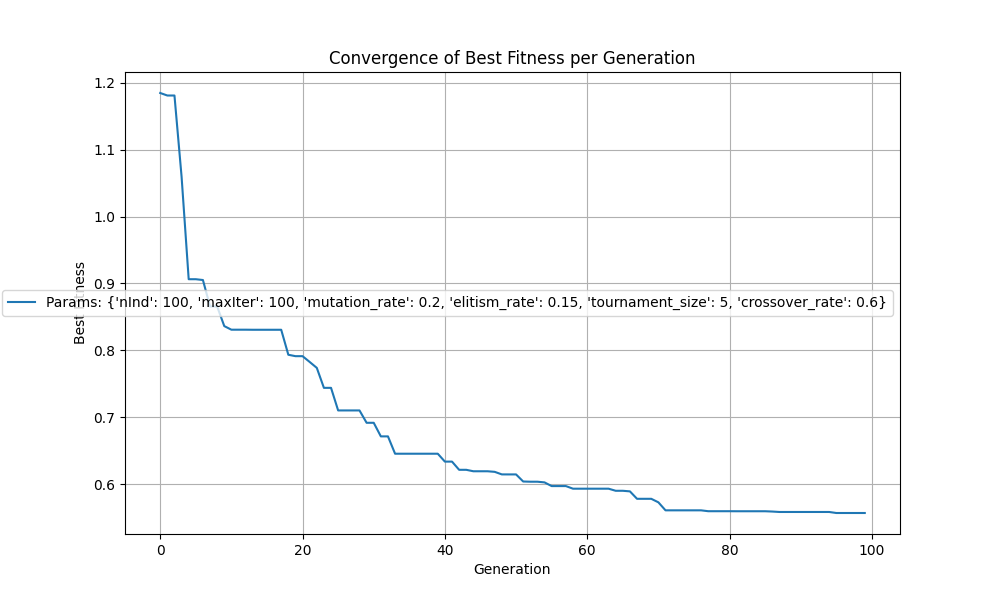 Convergence of Best Fitness per Generation
1.2
1.1
1.0
0.9
Params: {'nInd': 100, 'maxIter': 100, 'mutation_rate': 0.2, 'elitism_rate': 0.15, 'tournament_size': 5, 'crossover_rate': 0.6}
Best
0.8
0.7
0.6
0 20 40 60 80 100
Generation